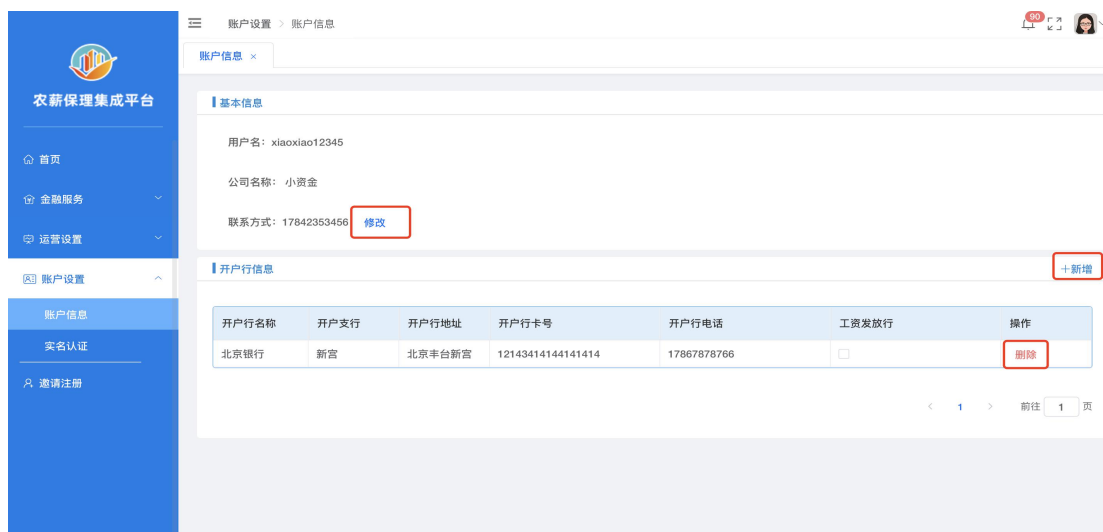 账户设置 > 账户信息
90
账户信息 ×
农薪保理集成平台
首页
金融服务
运营设置
账户设置
账户信息
实名认证
邀请注册
基本信息
用户名：xiaoxiao12345
公司名称： 小资金
联系方式：17842353456 修改
开户行信息 +新增
开户行名称 开户支行 开户行地址 开户行卡号 开户行电话 工资发放行 操作
北京银行 新宫 北京丰台新宫 12143414144141414 17867878766 删除
< 1 > 前往 1 页